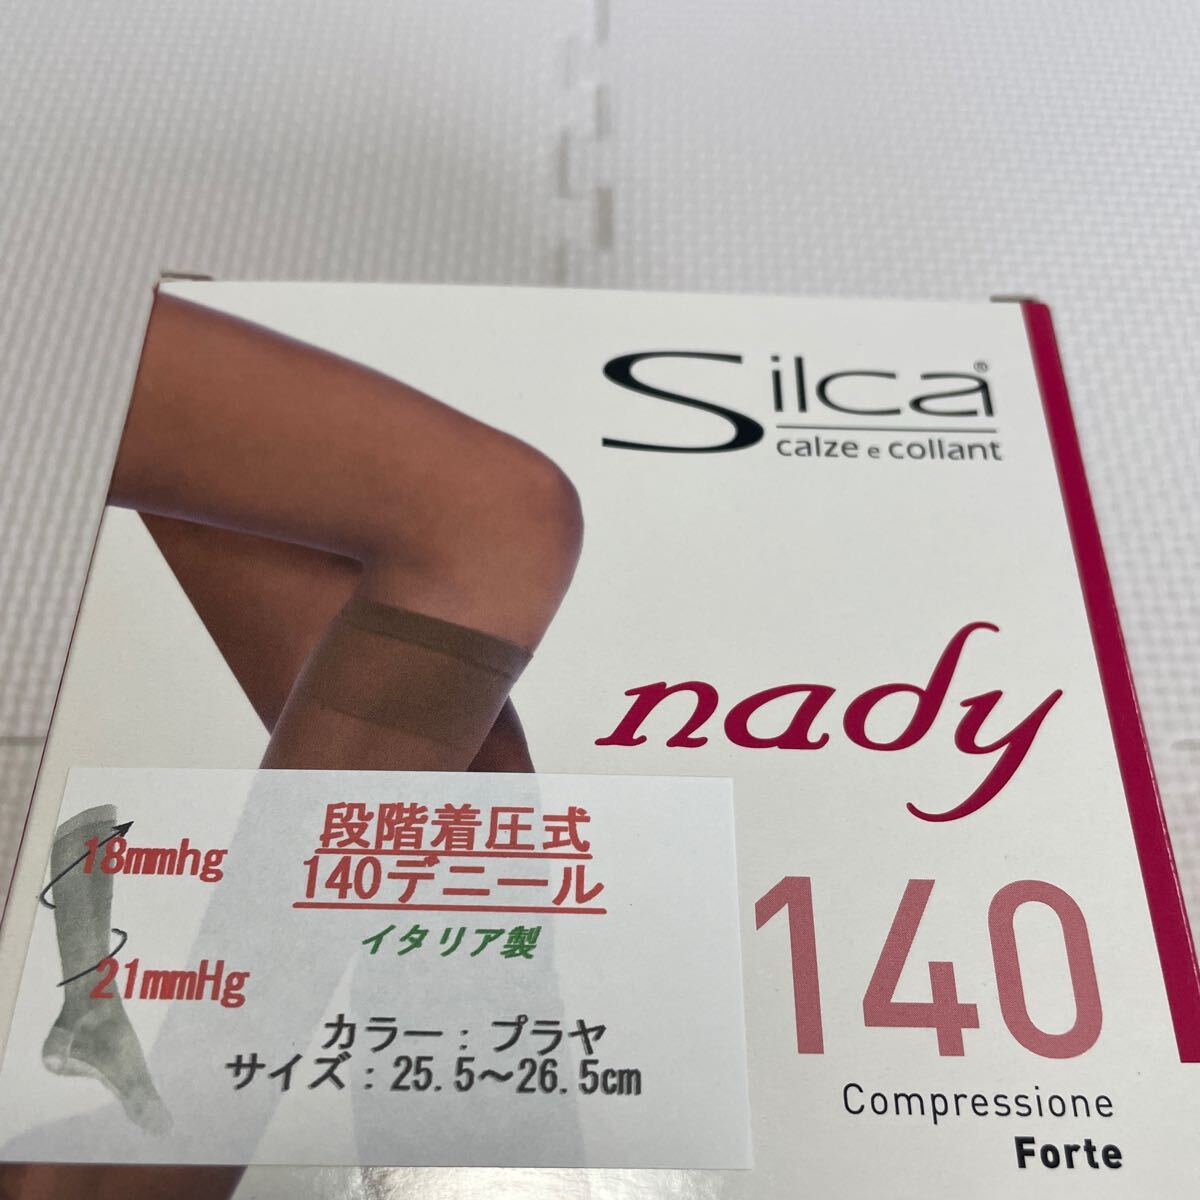 Silca®
calze e collant
nady
140
Compressione
Forte
段階着圧式
140デニール
イタリア製
18mmhg
21mmHg
カラー：プラヤ
サイズ：25.5～26.5cm